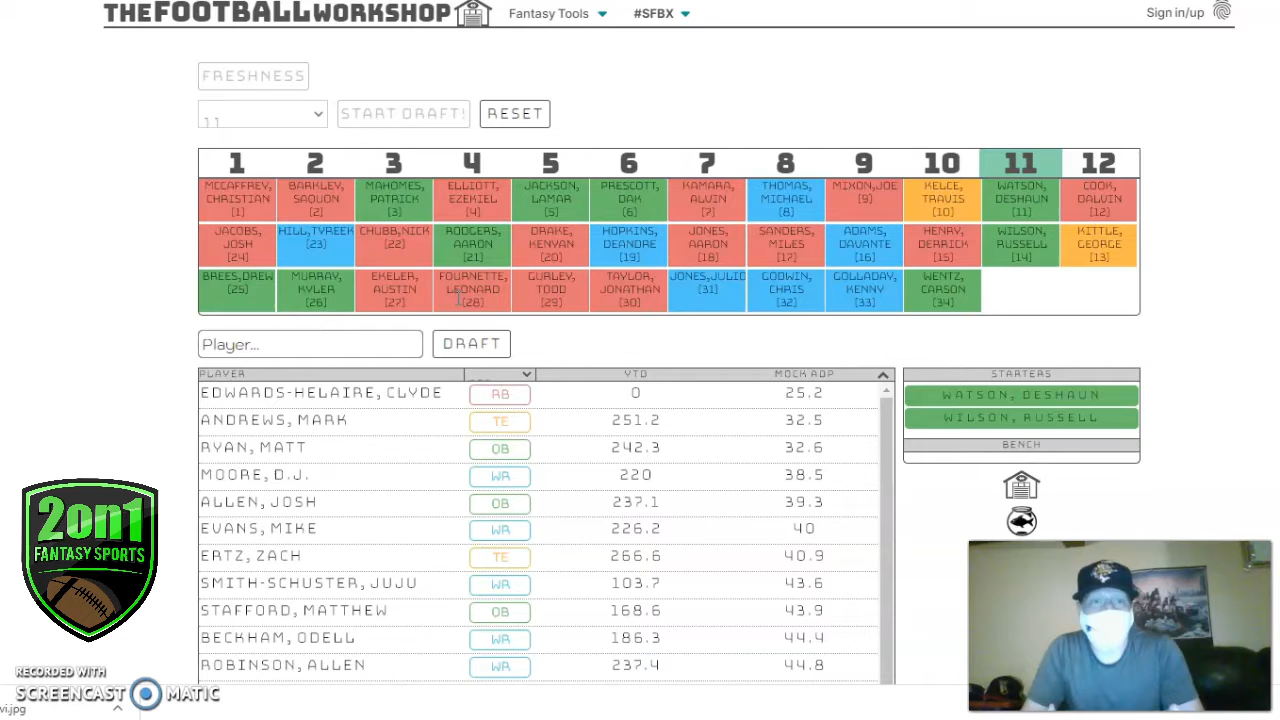 THEFOOTBALLWORKSHOP Fantasy Tools #SFBX Sign in/up
FRESHNESS
11 START DRAFT! RESET
1 2 3 4 5 6 7 8 9 10 11 12
MCCAFFREY, CHRISTIAN [1] BARKLEY, SAQUON [2] MAHOMES, PATRICK [3] ELLIOTT, EZEKIEL [4] JACKSON, LAMAR [5] PRESCOTT, DAK [6] KAMARA, ALVIN [7] THOMAS, MICHAEL [8] MIXON,JOE [9] KELCE, TRAVIS [10] WATSON, DESHAUN [11] COOK, DALVIN [12]
JACOBS, JOSH [24] HILL,TYREEK [23] CHUBB,NICK [22] RODGERS, AARON [21] DRAKE, KENYAN [20] HOPKINS, DEANDRE [19] JONES, AARON [18] SANDERS, MILES [17] ADAMS, DAVANTE [16] HENRY, DERRICK [15] WILSON, RUSSELL [14] KITTLE, GEORGE [13]
BREES,DREW [25] MURRAY, KYLER [26] EKELER, AUSTIN [27] FOURNETTE, LEONARD [28] GURLEY, TODD [29] TAYLOR, JONATHAN [30] JONES,JULIO [31] GODWIN, CHRIS [32] GOLLADAY, KENNY [33] WENTZ, CARSON [34]
Player... DRAFT
PLAYER YTD MOCK ADP
EDWARDS-HELAIRE, CLYDE RB 0 25.2
ANDREWS, MARK TE 251.2 32.5
RYAN, MATT QB 242.3 32.6
MOORE, D.J. WR 220 38.5
ALLEN, JOSH QB 237.1 39.3
EVANS, MIKE WR 226.2 40
ERTZ, ZACH TE 266.6 40.9
SMITH-SCHUSTER, JUJU WR 103.7 43.6
STAFFORD, MATTHEW QB 168.6 43.9
BECKHAM, ODELL WR 186.3 44.4
ROBINSON, ALLEN WR 237.4 44.8
STARTERS
WATSON, DESHAUN
WILSON, RUSSELL
BENCH
2on1
FANTASY SPORTS
RECORDED WITH
SCREENCAST MATIC
vi.jpg